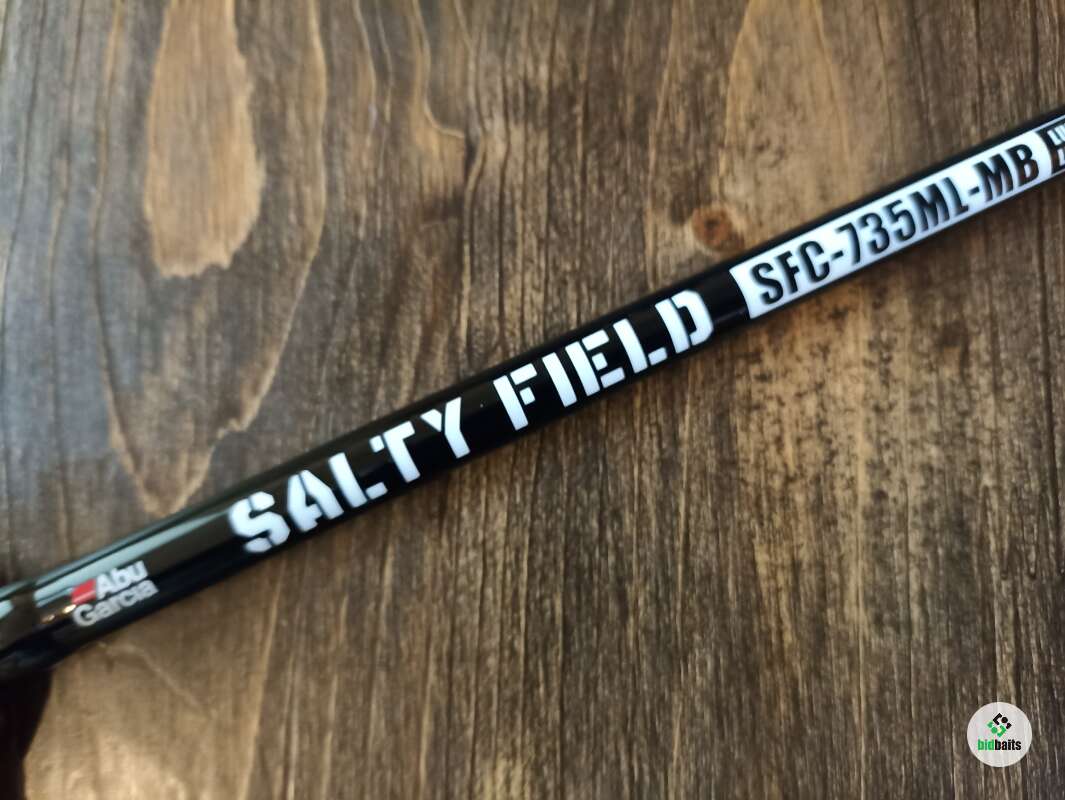 Abu
Garcia
SALTY FIELD
SFC-735ML-MB
bidbaits